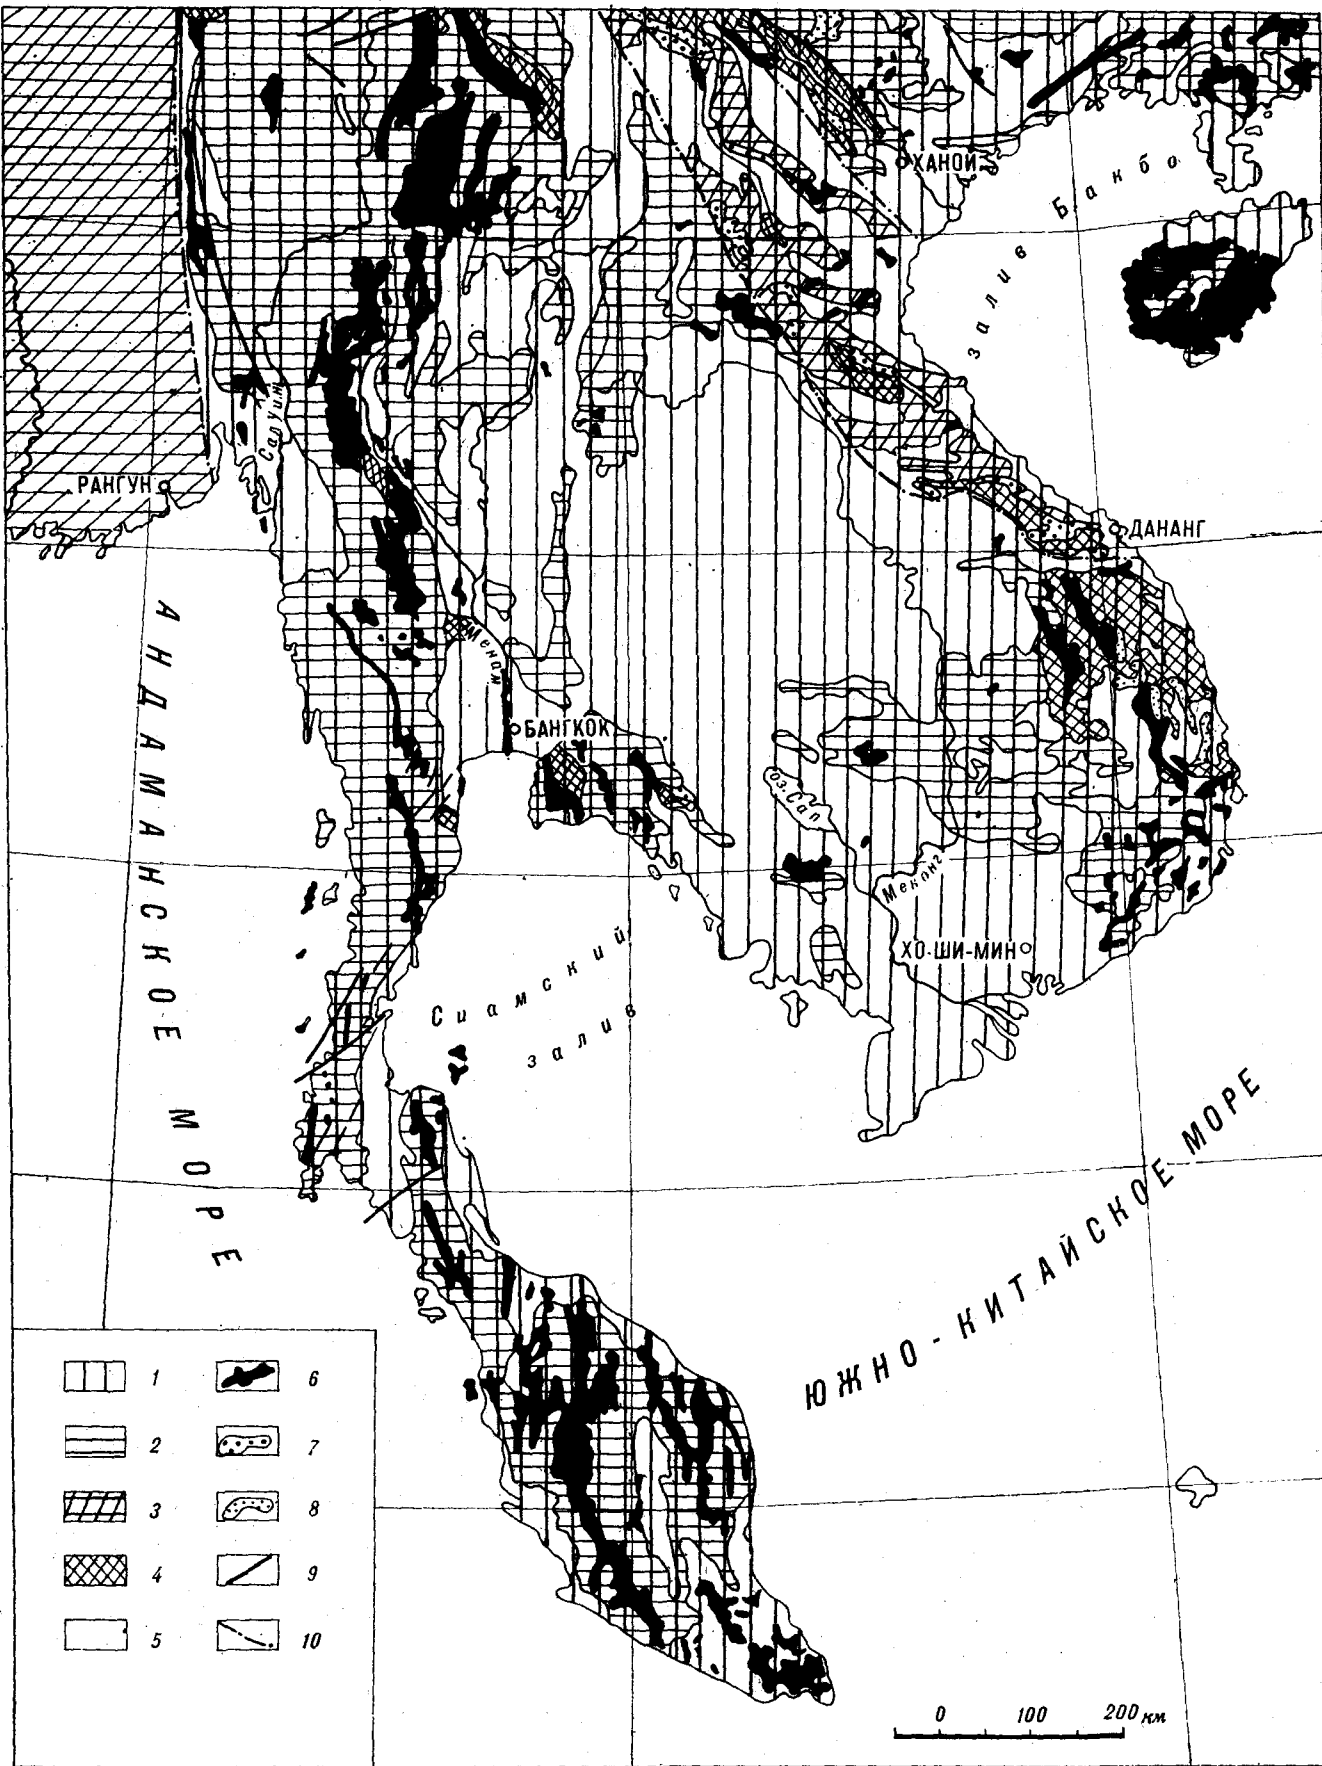 ХАНОЙ
залив Бакбо
Салуин
РАНГУН
ДАНАНГ
АНДАМАНСКОЕ МОРЕ
Менам
БАНГКОК
оз. Сап
Меконг
ХО-ШИ-МИН
Сиамский
залив
ЮЖНО-КИТАЙСКОЕ МОРЕ
1 6
2 7
3 8
4 9
5 10
0 100 200 км